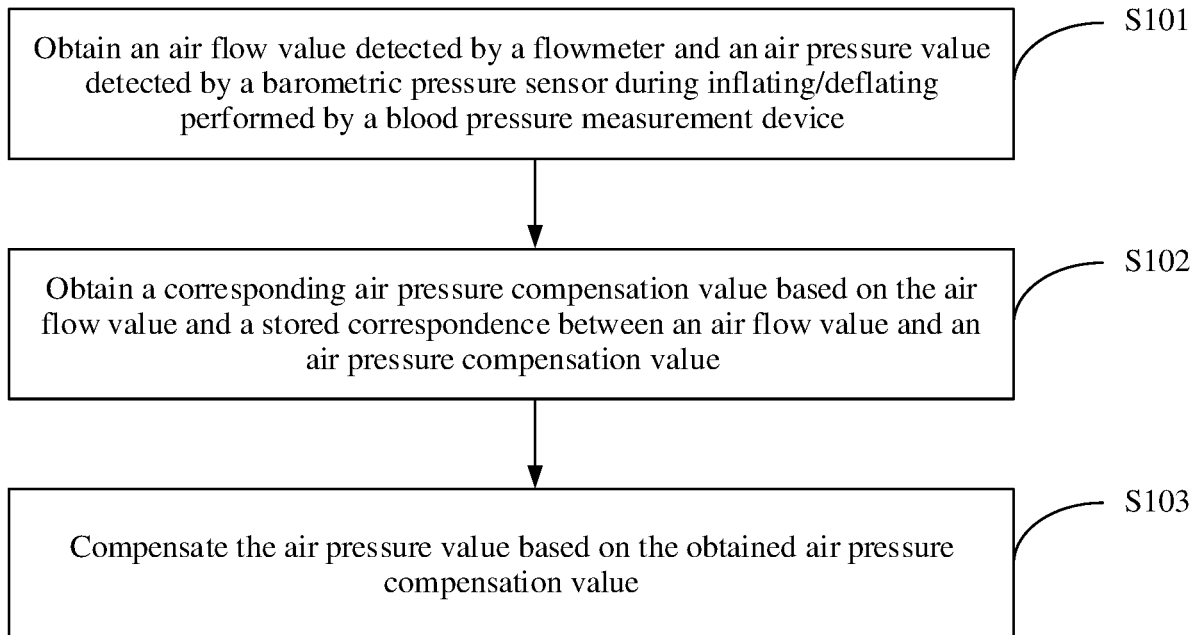 S101
Obtain an air flow value detected by a flowmeter and an air pressure value
detected by a barometric pressure sensor during inflating/deflating
performed by a blood pressure measurement device
S102
Obtain a corresponding air pressure compensation value based on the air
flow value and a stored correspondence between an air flow value and an
air pressure compensation value
S103
Compensate the air pressure value based on the obtained air pressure
compensation value